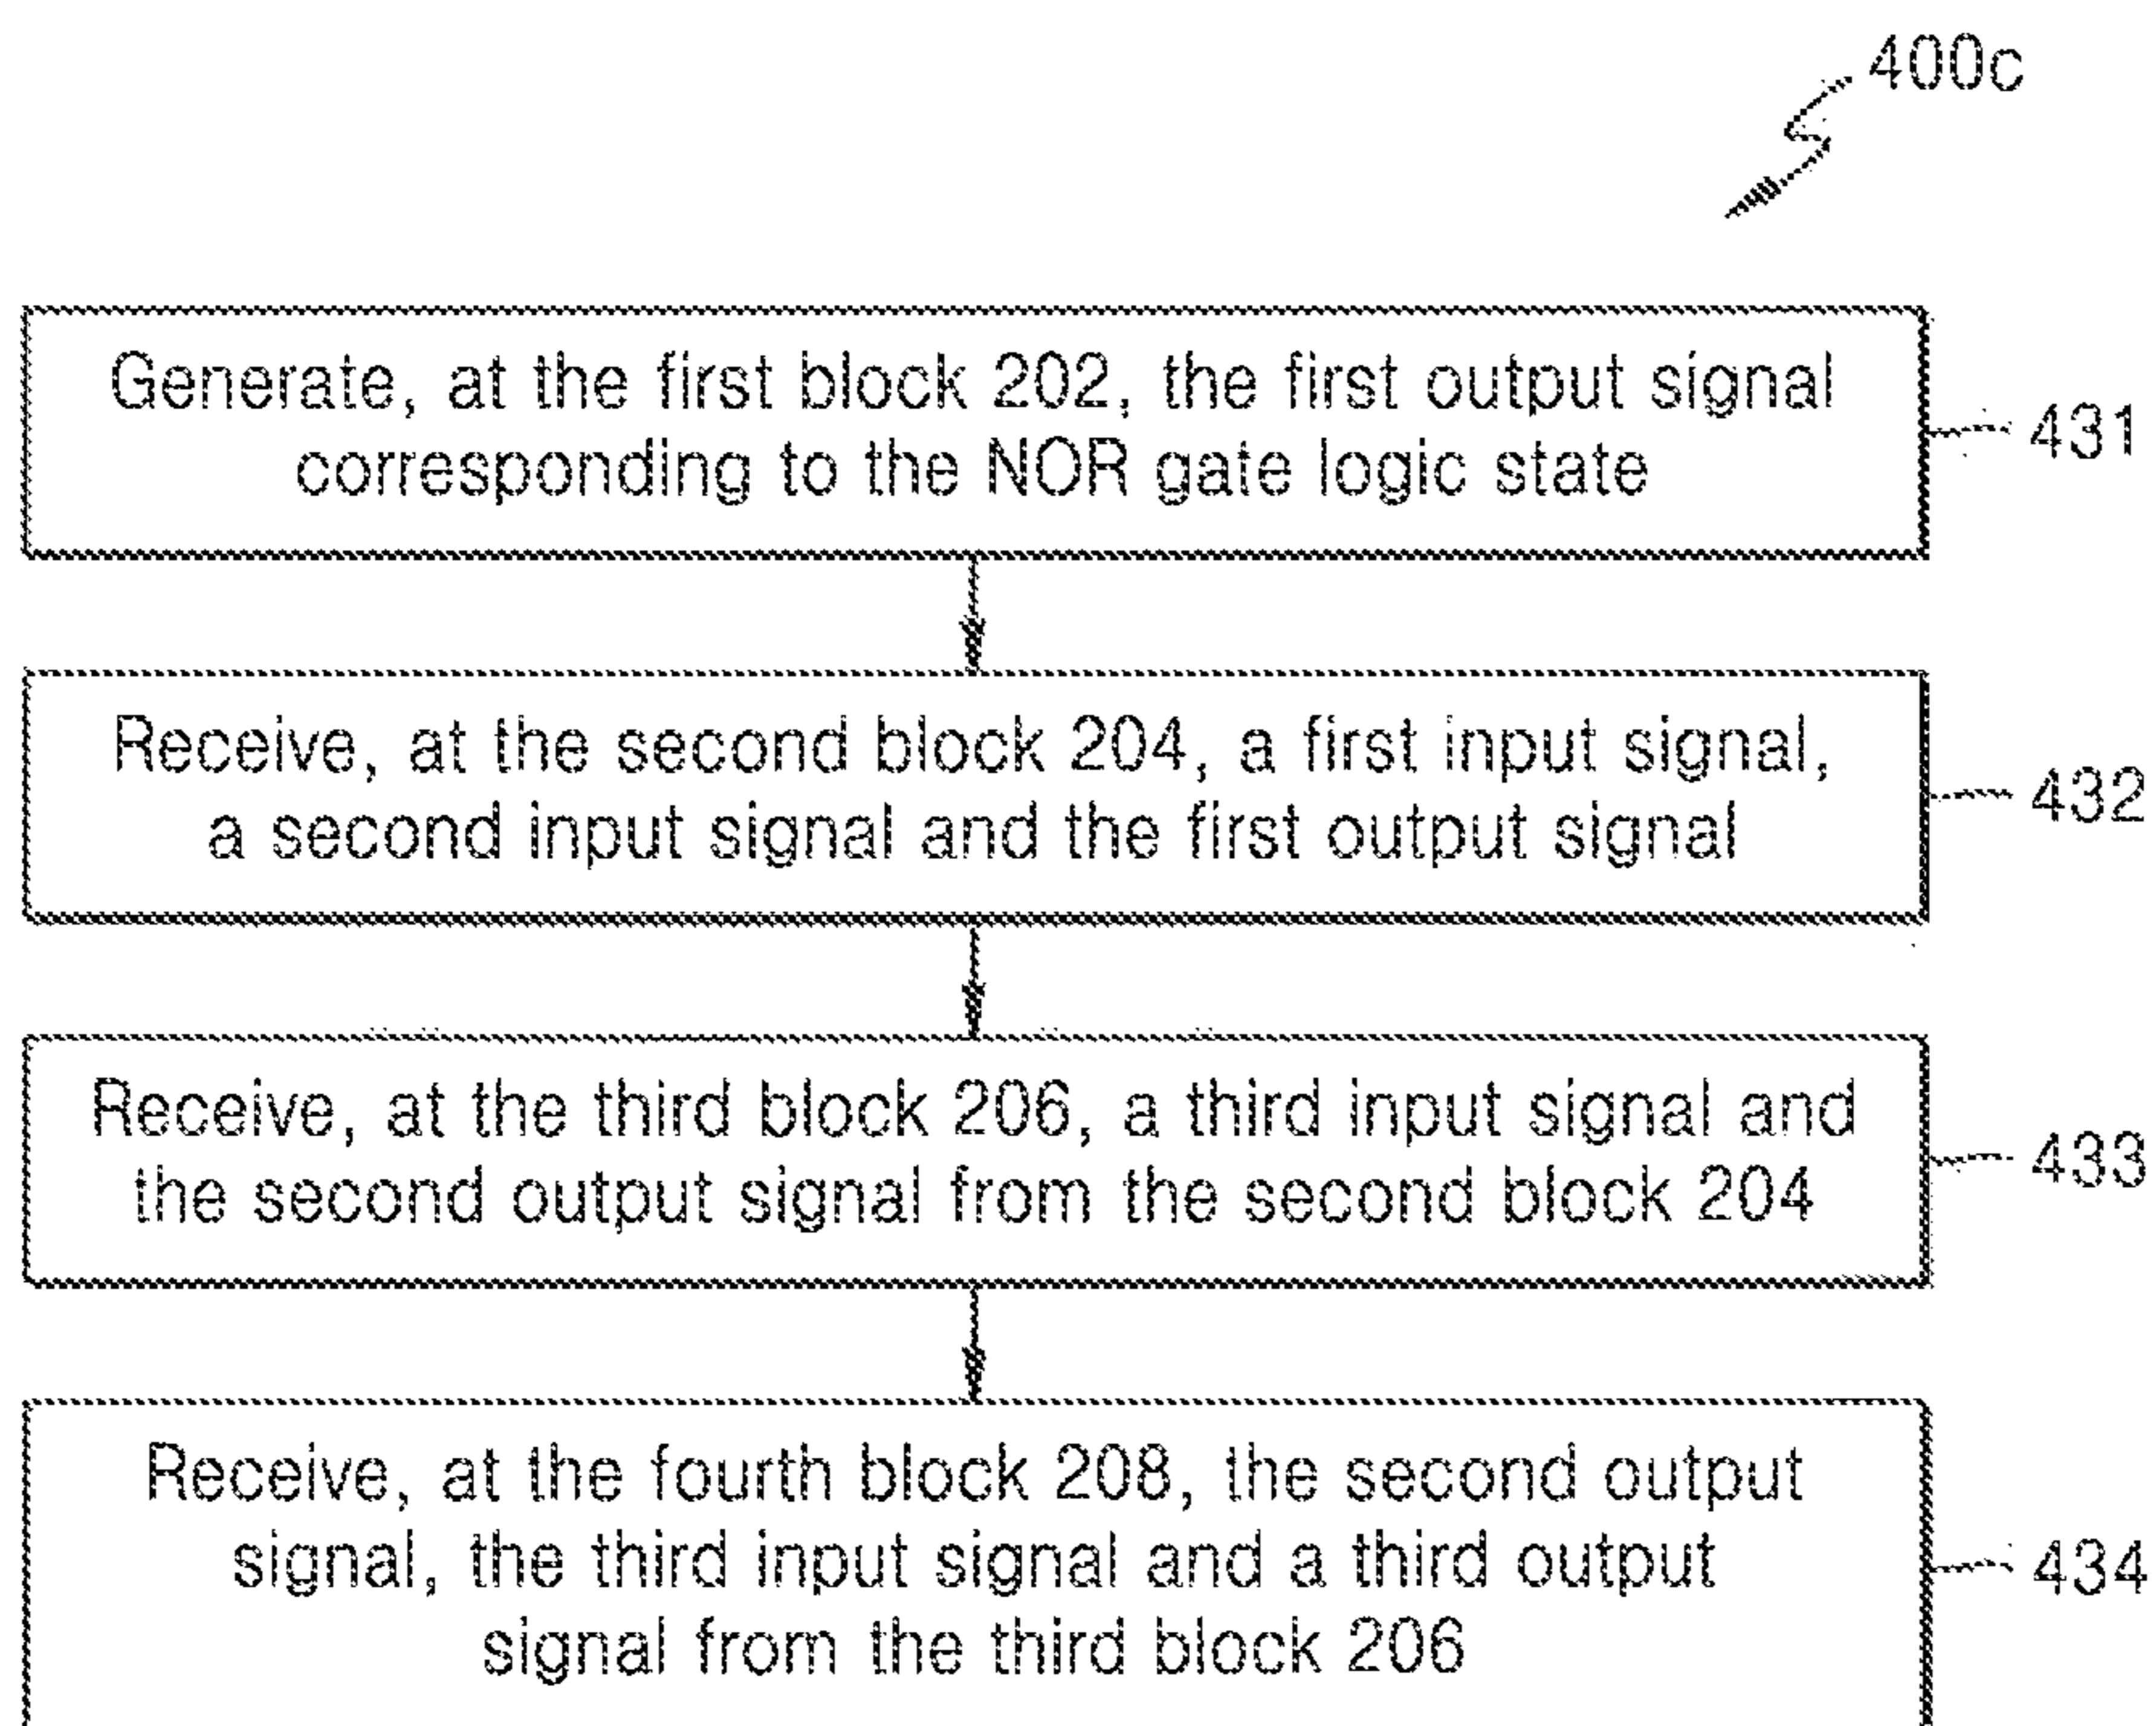 400c
Generate, at the first block 202, the first output signal
corresponding to the NOR gate logic state
431
Receive, at the second block 204, a first input signal,
a second input signal and the first output signal
432
Receive, at the third block 206, a third input signal and
the second output signal from the second block 204
433
Receive, at the fourth block 208, the second output
signal, the third input signal and a third output
signal from the third block 206
434